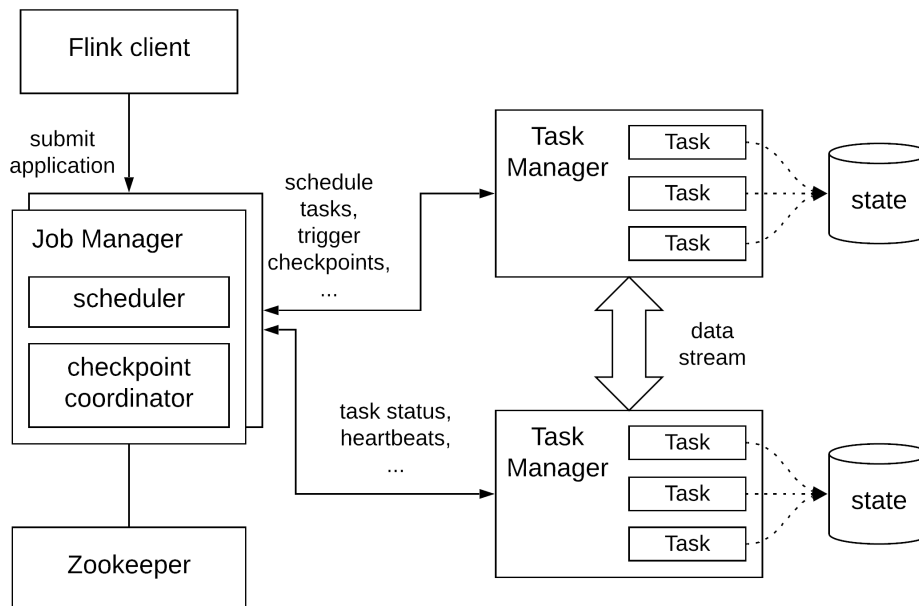 Flink client
submit
application
Job Manager
scheduler
checkpoint
coordinator
Zookeeper
schedule
tasks,
trigger
checkpoints,
...
task status,
heartbeats,
...
Task
Manager
Task
Task
Task
state
data
stream
Task
Manager
Task
Task
Task
state